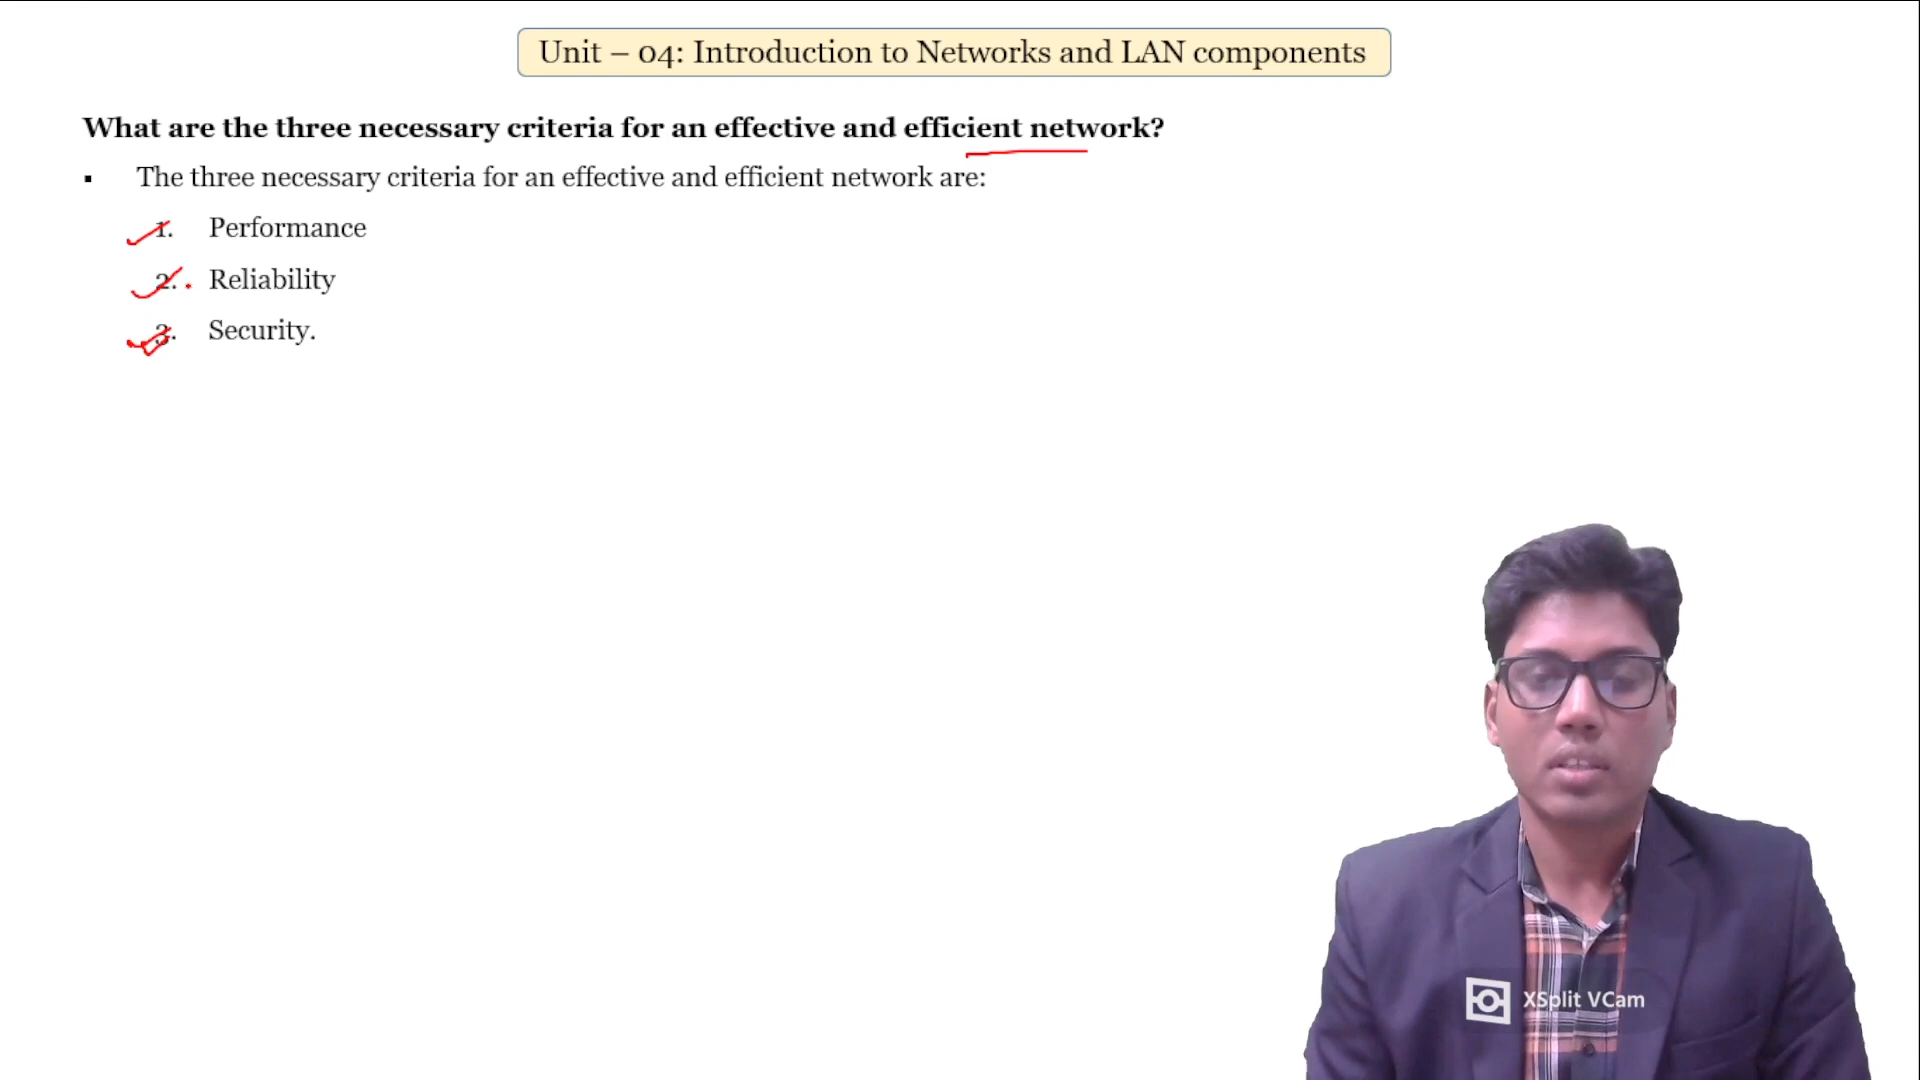 Unit – 04: Introduction to Networks and LAN components
What are the three necessary criteria for an effective and efficient network?
▪ The three necessary criteria for an effective and efficient network are:
1. Performance
2. Reliability
3. Security.
XSplit VCam